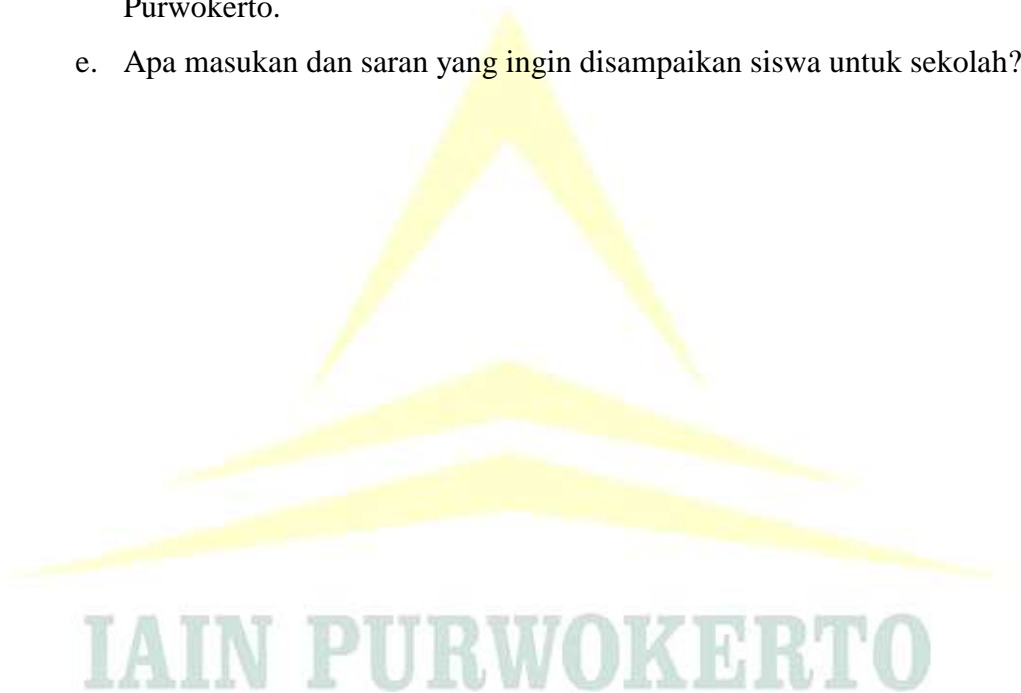 Purwokerto.
e. Apa masukan dan saran yang ingin disampaikan siswa untuk sekolah?
IAIN PURWOKERTO